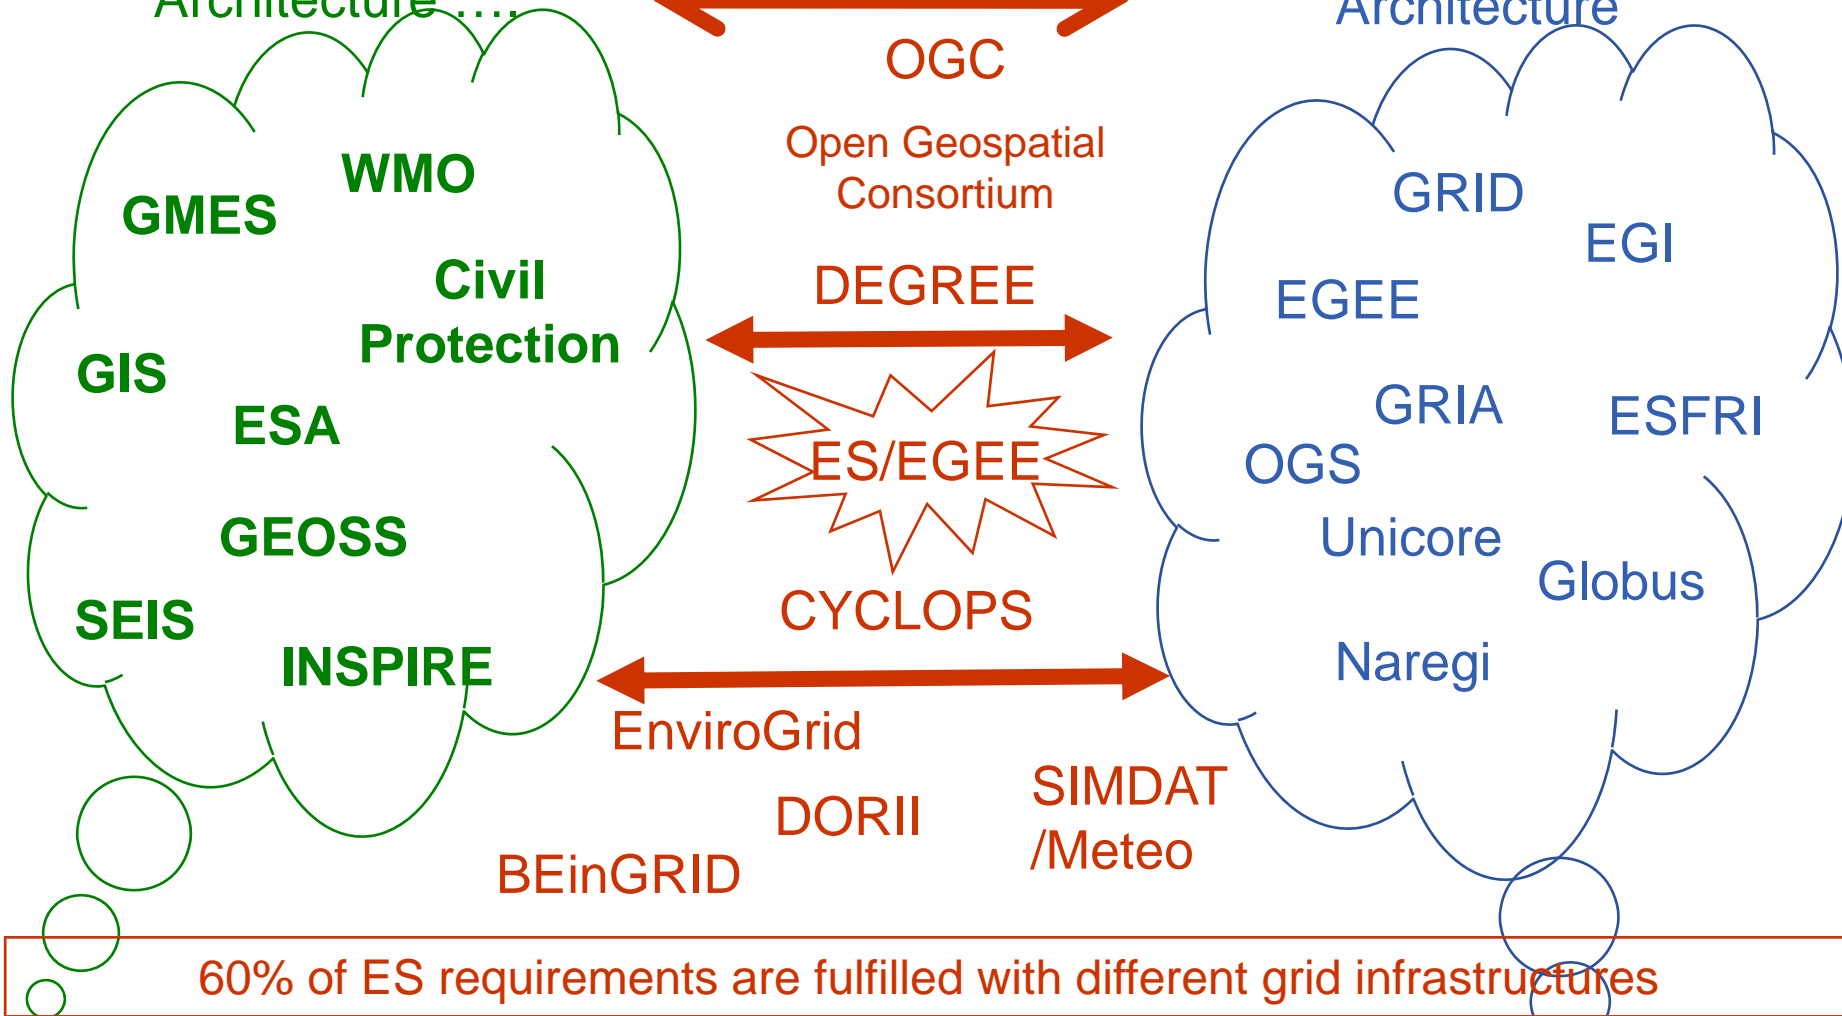 Architecture ....
Architecture
OGC
Open Geospatial
Consortium
WMO
GMES
Civil
Protection
GIS
ESA
GEOSS
SEIS
INSPIRE
DEGREE
ES/EGEE
CYCLOPS
EnviroGrid
DORII
SIMDAT
/Meteo
BEinGRID
GRID
EGI
EGEE
GRIA
ESFRI
OGS
Unicore
Globus
Naregi
60% of ES requirements are fulfilled with different grid infrastructures